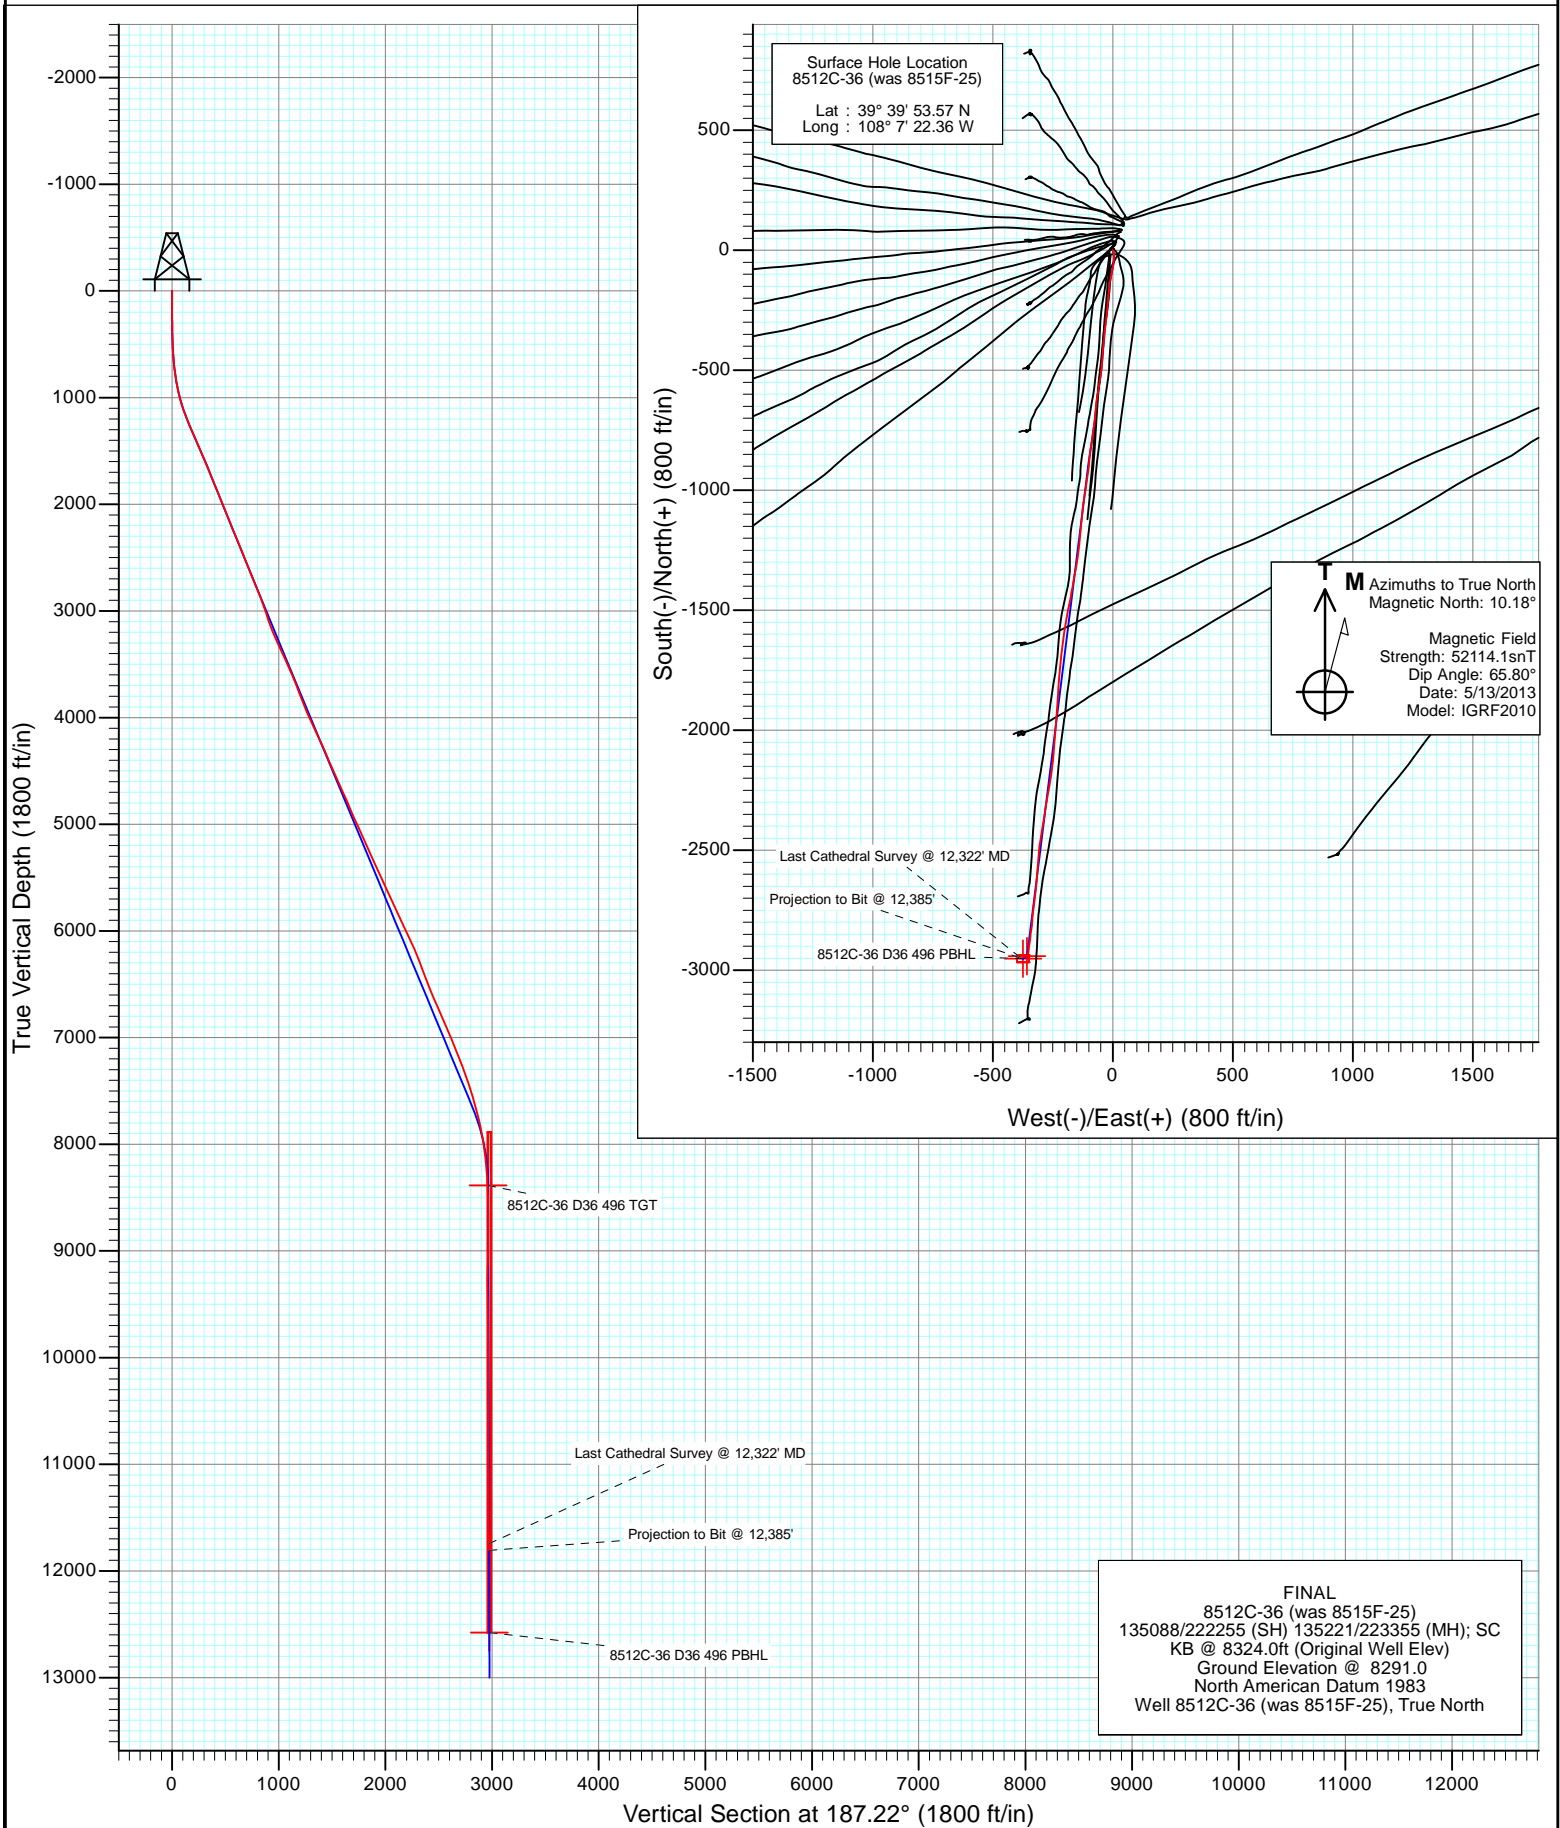 Surface Hole Location
8512C-36 (was 8515F-25)
Lat : 39° 39' 53.57 N
Long : 108° 7' 22.36 W
500
0
-500
-1000
-1500
-2000
-2500
-3000
South(-)/North(+) (800 ft/in)
-1500
-1000
-500
0
500
1000
1500
West(-)/East(+) (800 ft/in)
T
M
Azimuths to True North
Magnetic North: 10.18°
Magnetic Field
Strength: 52114.1snT
Dip Angle: 65.80°
Date: 5/13/2013
Model: IGRF2010
Last Cathedral Survey @ 12,322' MD
Projection to Bit @ 12,385'
8512C-36 D36 496 PBHL
-2000
-1000
0
1000
2000
3000
4000
5000
6000
7000
8000
9000
10000
11000
12000
13000
True Vertical Depth (1800 ft/in)
8512C-36 D36 496 TGT
Last Cathedral Survey @ 12,322' MD
Projection to Bit @ 12,385'
8512C-36 D36 496 PBHL
FINAL
8512C-36 (was 8515F-25)
135088/222255 (SH) 135221/223355 (MH); SC
KB @ 8324.0ft (Original Well Elev)
Ground Elevation @ 8291.0
North American Datum 1983
Well 8512C-36 (was 8515F-25), True North
0
1000
2000
3000
4000
5000
6000
7000
8000
9000
10000
11000
12000
Vertical Section at 187.22° (1800 ft/in)